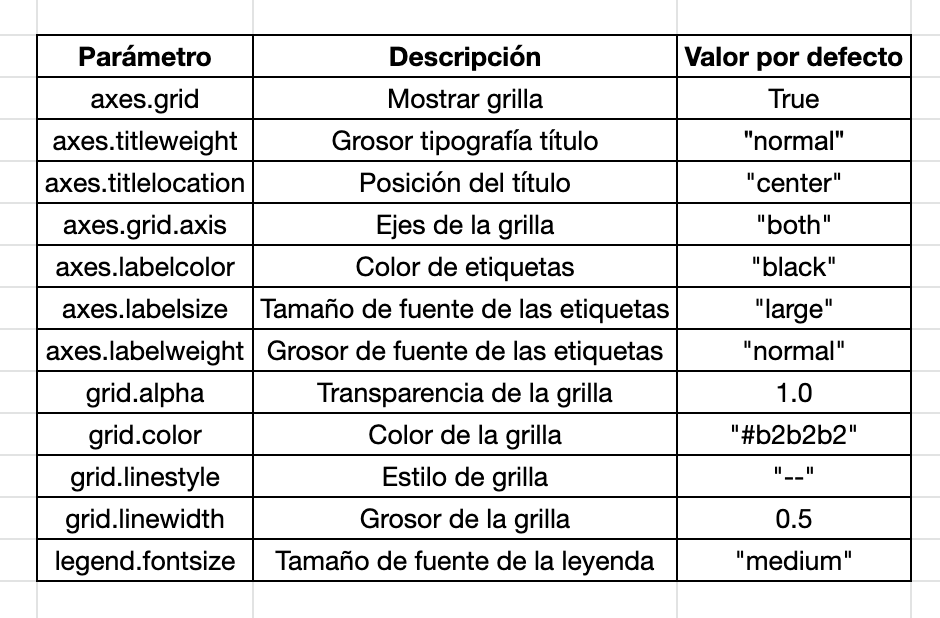 Parámetro Descripción Valor por defecto
axes.grid Mostrar grilla True
axes.titleweight Grosor tipografía título "normal"
axes.titlelocation Posición del título "center"
axes.grid.axis Ejes de la grilla "both"
axes.labelcolor Color de etiquetas "black"
axes.labelsize Tamaño de fuente de las etiquetas "large"
axes.labelweight Grosor de fuente de las etiquetas "normal"
grid.alpha Transparencia de la grilla 1.0
grid.color Color de la grilla "#b2b2b2"
grid.linestyle Estilo de grilla "--"
grid.linewidth Grosor de la grilla 0.5
legend.fontsize Tamaño de fuente de la leyenda "medium"